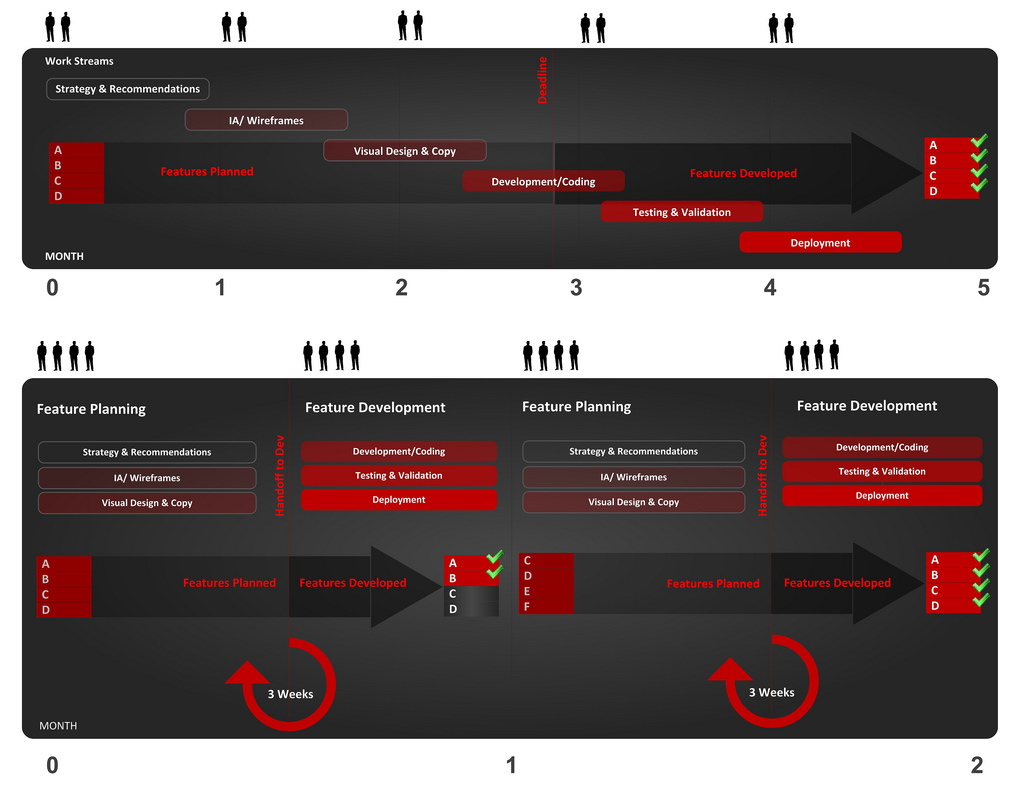 Work Streams
Deadline
Strategy & Recommendations
IA/ Wireframes
Visual Design & Copy
Development/Coding
Testing & Validation
Deployment
A
B
C
D
Features Planned
Features Developed
A
B
C
D
MONTH
0 1 2 3 4 5
Feature Planning
Strategy & Recommendations
IA/ Wireframes
Visual Design & Copy
Handoff to Dev
Feature Development
Development/Coding
Testing & Validation
Deployment
A
B
C
D
Features Planned
Features Developed
A
B
C
D
3 Weeks
Feature Planning
Strategy & Recommendations
IA/ Wireframes
Visual Design & Copy
Handoff to Dev
Feature Development
Development/Coding
Testing & Validation
Deployment
C
D
E
F
Features Planned
Features Developed
A
B
C
D
3 Weeks
MONTH
0 1 2